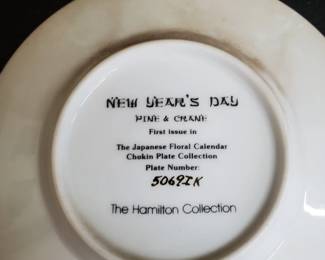 NEW YEAR'S DAY
PINE & CRANE
First issue in
The Japanese Floral Calendar
Chokin Plate Collection
Plate Number:
5069IK
The Hamilton Collection